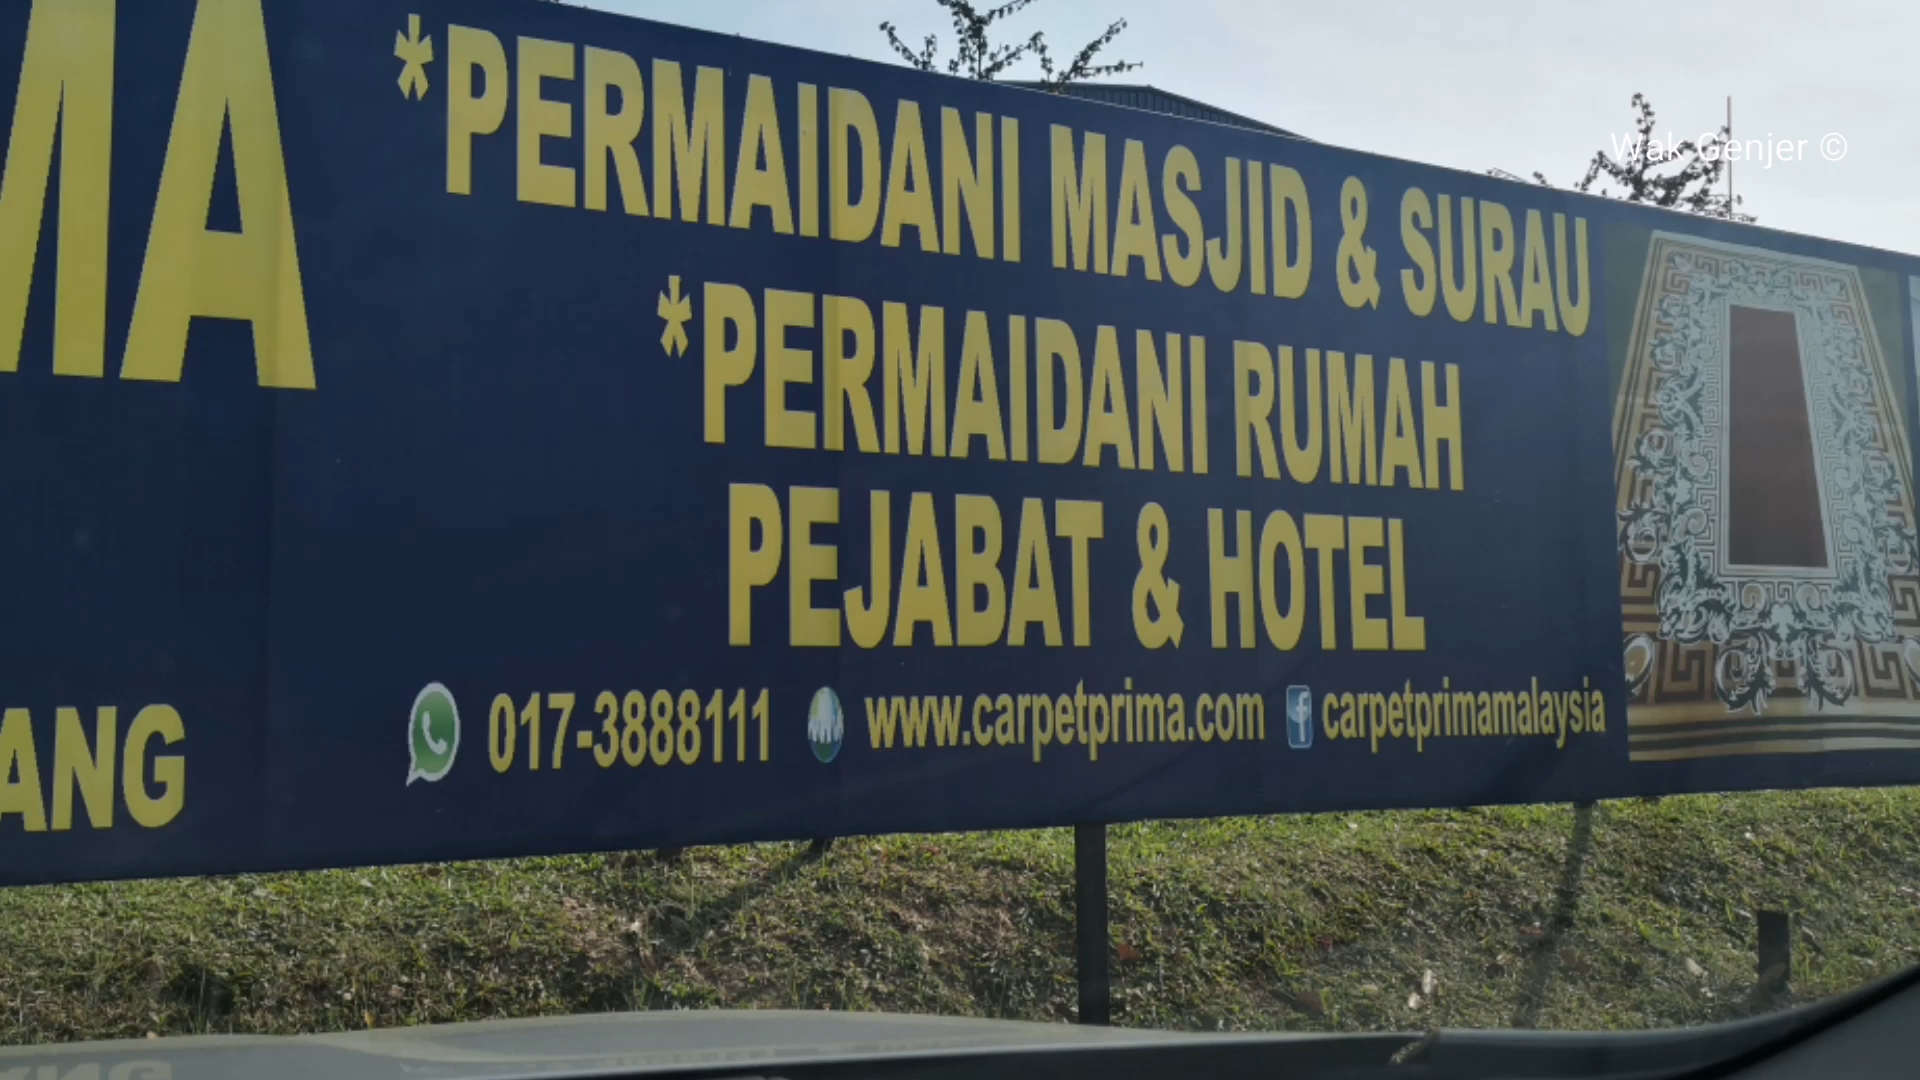 MA
*PERMAIDANI MASJID & SURAU
*PERMAIDANI RUMAH
PEJABAT & HOTEL
ANG
017-3888111 www.carpetprima.com carpetprimamalaysia
Wak Genjer ©